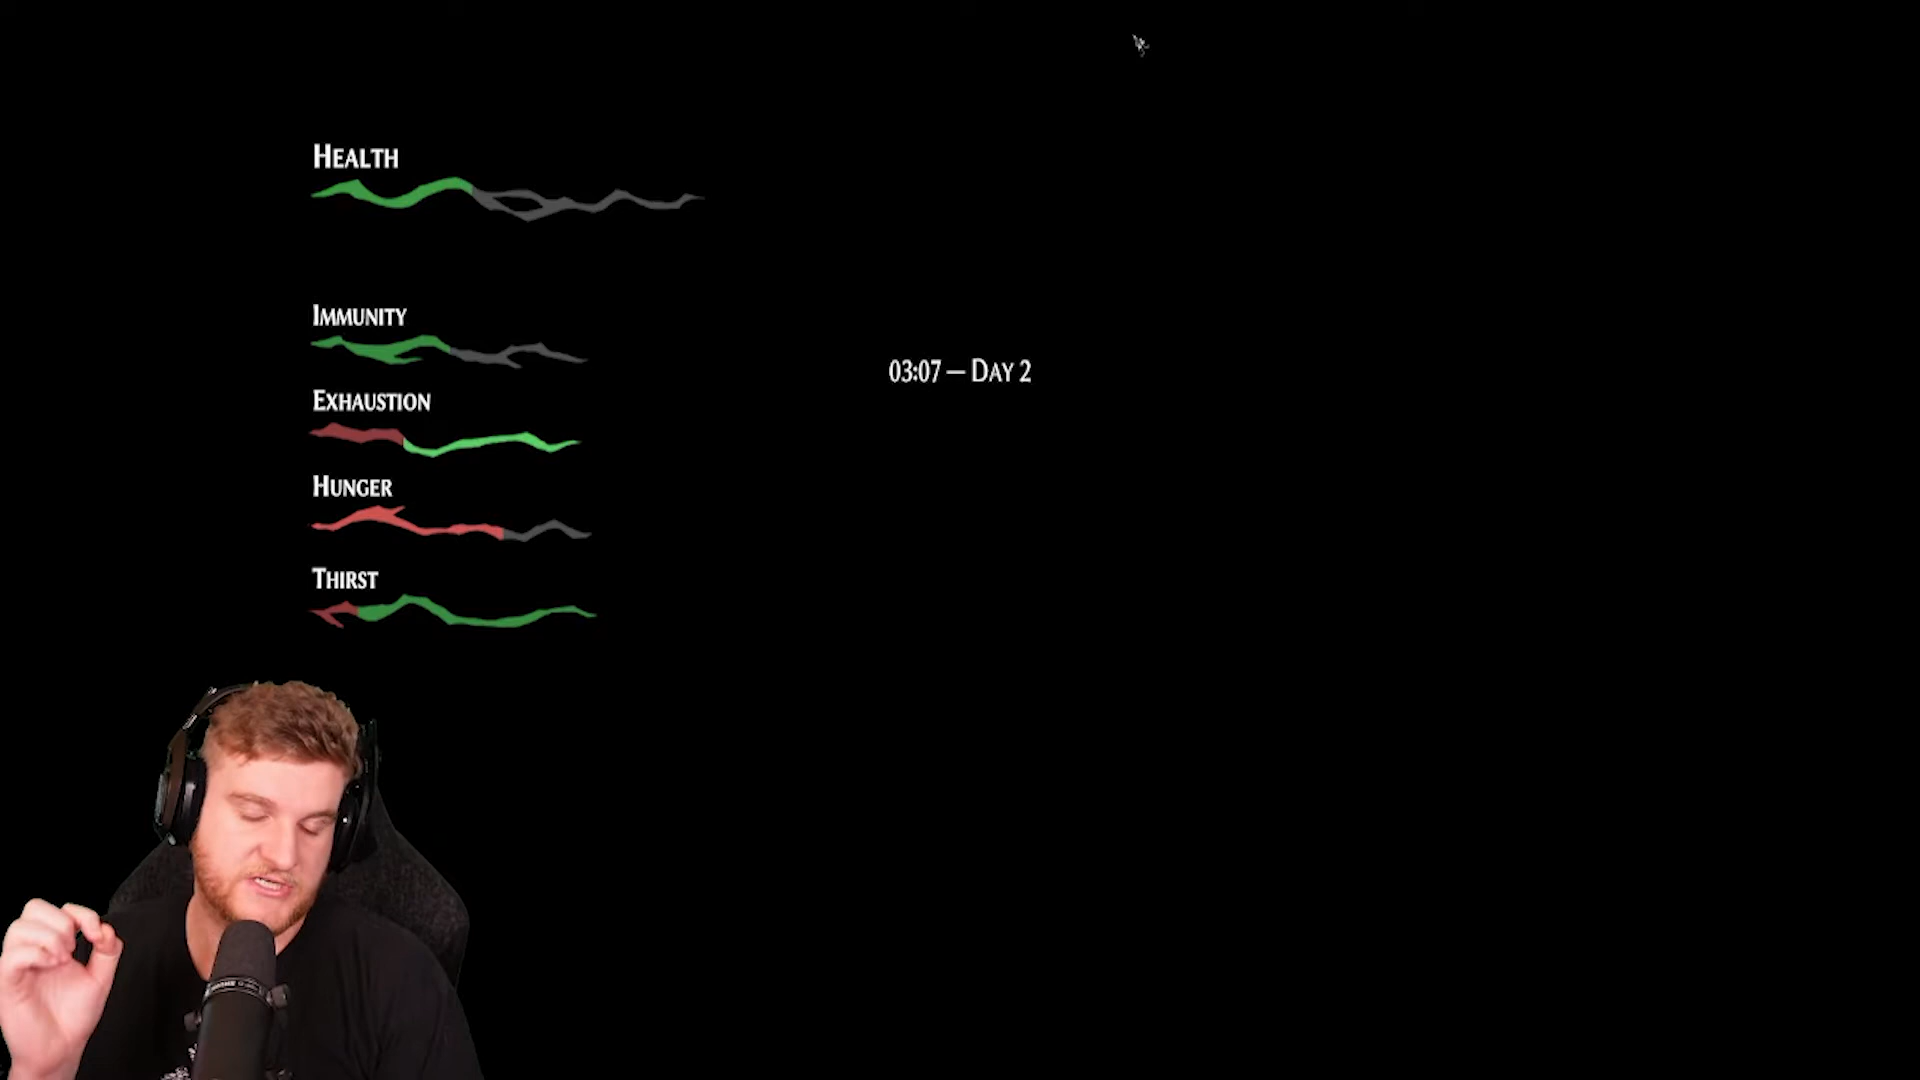 HEALTH
IMMUNITY
03:07 — DAY 2
EXHAUSTION
HUNGER
THIRST